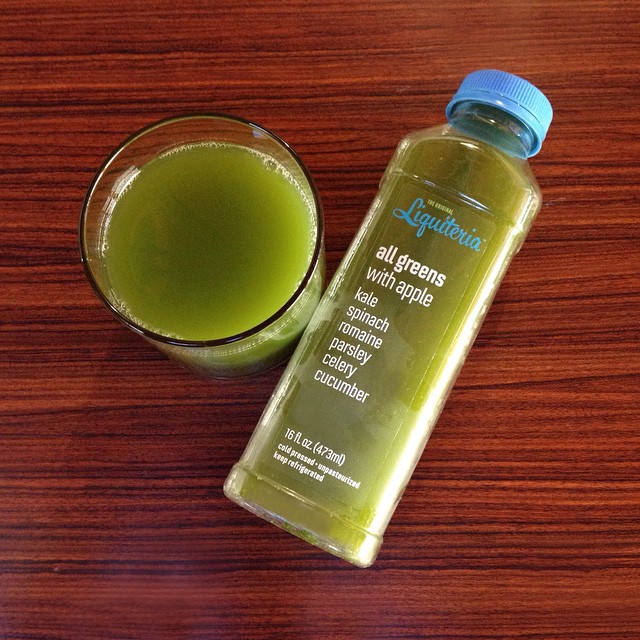 THE ORIGINAL
Liquiteria
all greens
with apple
kale
spinach
romaine
parsley
celery
cucumber
16 fl. oz. (473ml)
cold pressed • unpasteurized
keep refrigerated